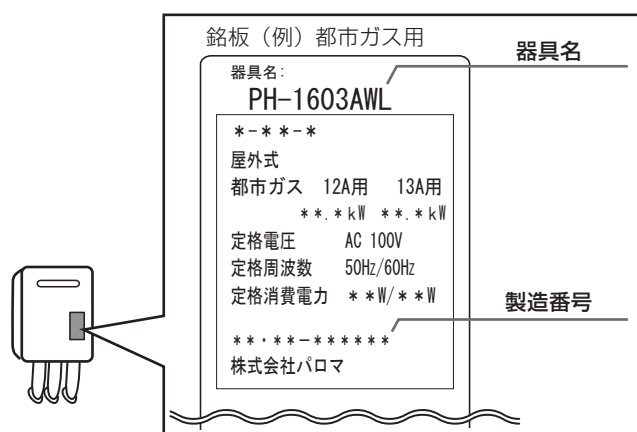 銘板（例）都市ガス用
器具名
器具名：
PH-1603AWL
*-**-*
屋外式
都市ガス 12A用 13A用
**.*kW **.*kW
定格電圧 AC 100V
定格周波数 50Hz/60Hz
定格消費電力 **W/**W
製造番号
**.**-******
株式会社パロマ